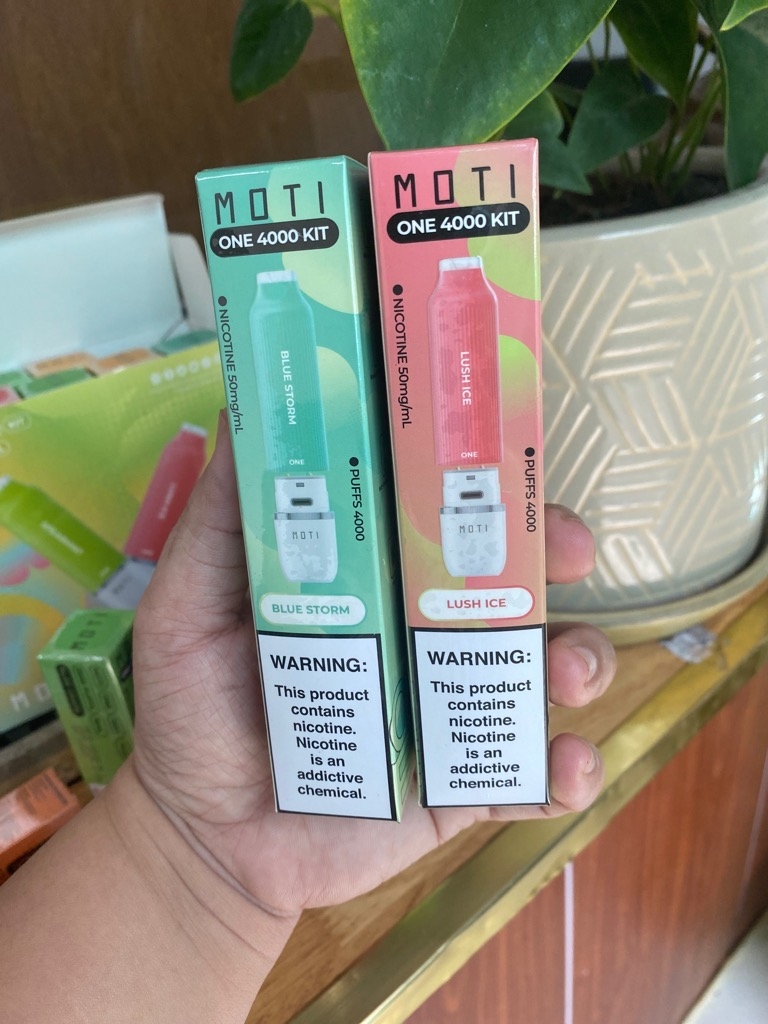 MOTI
ONE 4000 KIT
NICOTINE 50mg/mL
BLUE STORM
ONE
PUFFS 4000
MOTI
BLUE STORM
WARNING:
This product
contains
nicotine.
Nicotine
is an
addictive
chemical.
MOTI
ONE 4000 KIT
NICOTINE 50mg/mL
LUSH ICE
ONE
PUFFS 4000
MOTI
LUSH ICE
WARNING:
This product
contains
nicotine.
Nicotine
is an
addictive
chemical.
MOTI